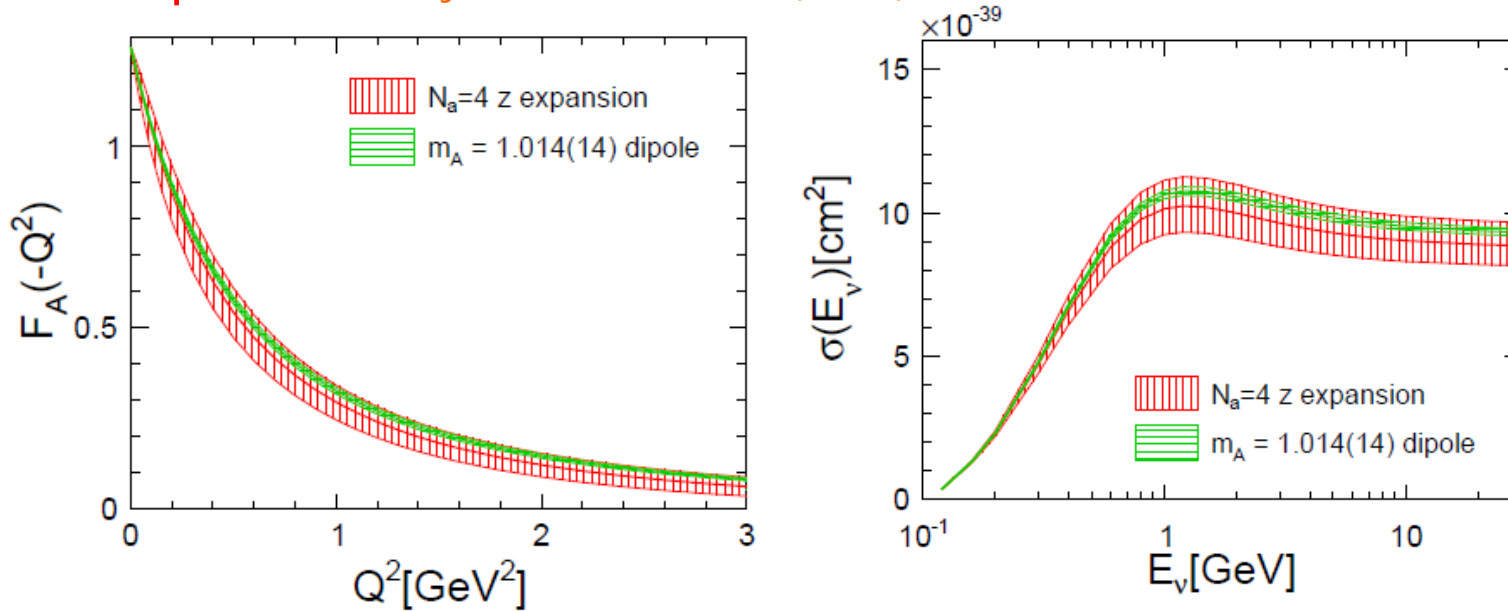 N_a=4 z expansion
m_A = 1.014(14) dipole
F_A(-Q^2)
1
0.5
0
0 1 2 3
Q^2[GeV^2]
×10^-39
15
10
5
0
σ(E_ν)[cm^2]
N_a=4 z expansion
m_A = 1.014(14) dipole
10^-1 1 10
E_ν[GeV]